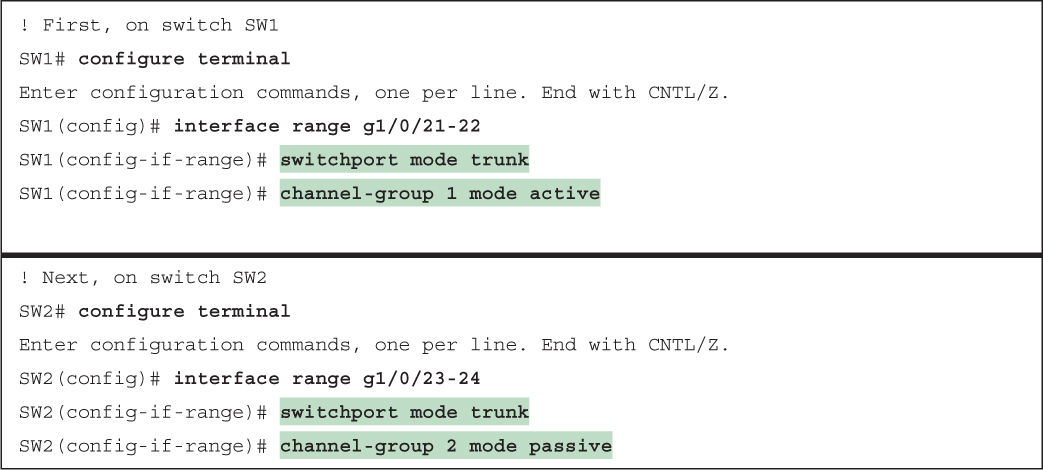 ! First, on switch SW1
SW1# configure terminal
Enter configuration commands, one per line. End with CNTL/Z.
SW1(config)# interface range g1/0/21-22
SW1(config-if-range)# switchport mode trunk
SW1(config-if-range)# channel-group 1 mode active
! Next, on switch SW2
SW2# configure terminal
Enter configuration commands, one per line. End with CNTL/Z.
SW2(config)# interface range g1/0/23-24
SW2(config-if-range)# switchport mode trunk
SW2(config-if-range)# channel-group 2 mode passive